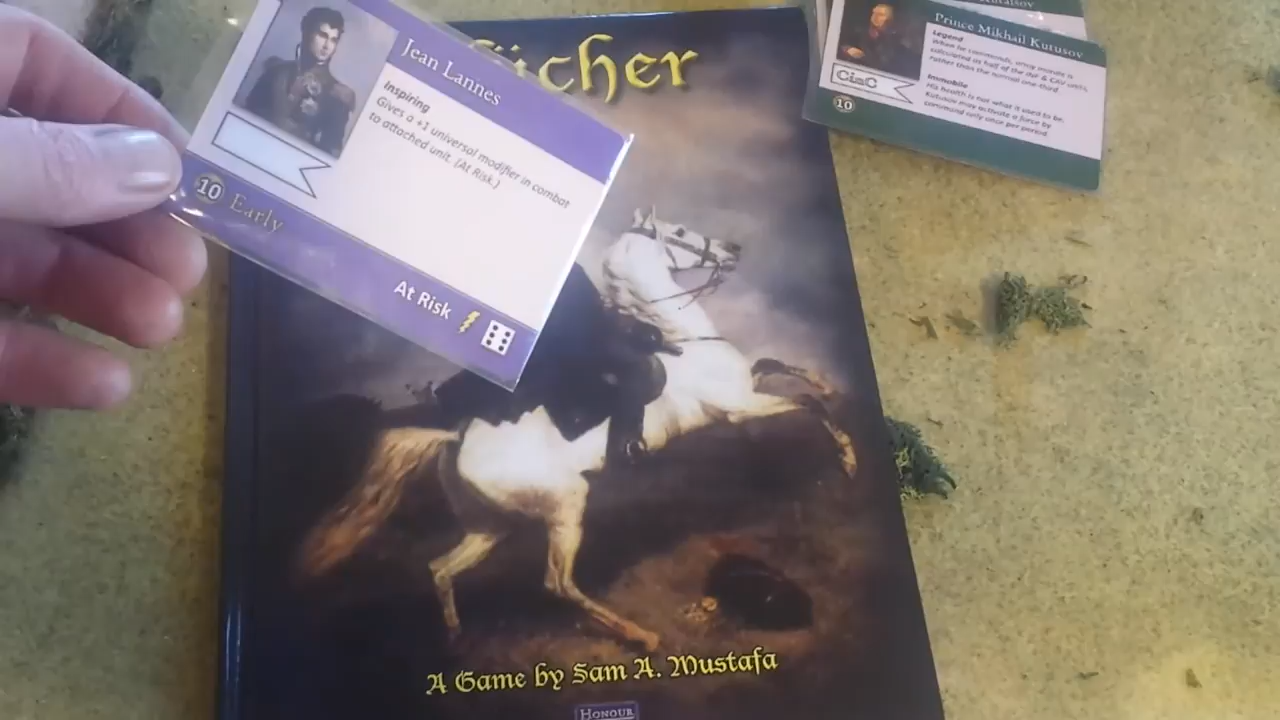 Jean Lannes
Inspiring
Gives a +1 universal modifier in combat
to attached unit. (At Risk.)
10 Early
At Risk
cher
Prince Mikhail Kutusov
Legend
When he commands, army morale is
calculated as half of the INF & CAV units,
rather than the normal one-third.
Immobile
His health is not what it used to be.
Kutusov may activate a force by
command only once per period.
CinC
10
A Game by Sam A. Mustafa
HONOUR